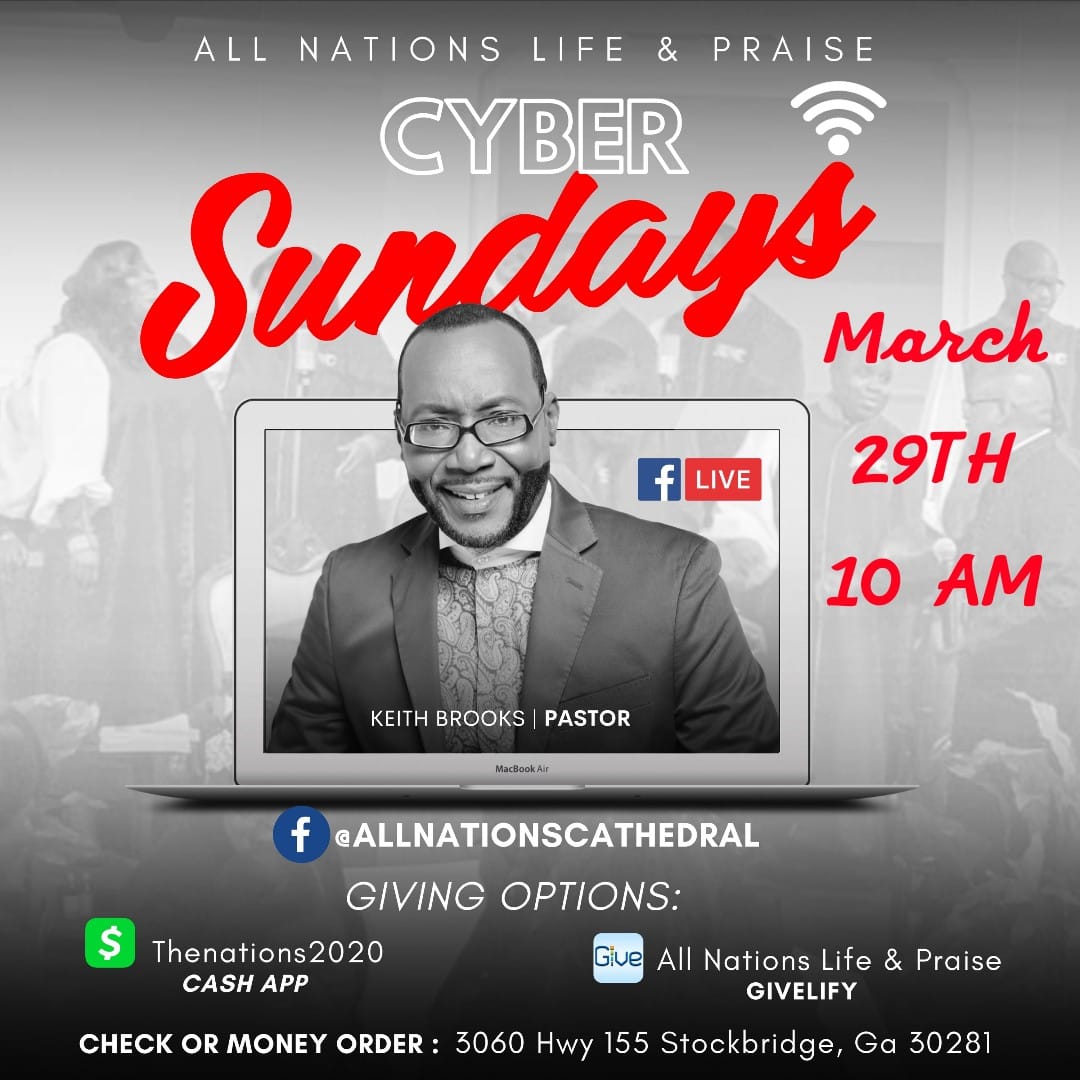 ALL NATIONS LIFE & PRAISE
CYBER
Sundays
March
29TH
10 AM
f LIVE
KEITH BROOKS | PASTOR
MacBook Air
f @ALLNATIONSCATHEDRAL
GIVING OPTIONS:
$ Thenations2020
CASH APP
Give All Nations Life & Praise
GIVELIFY
CHECK OR MONEY ORDER : 3060 Hwy 155 Stockbridge, Ga 30281